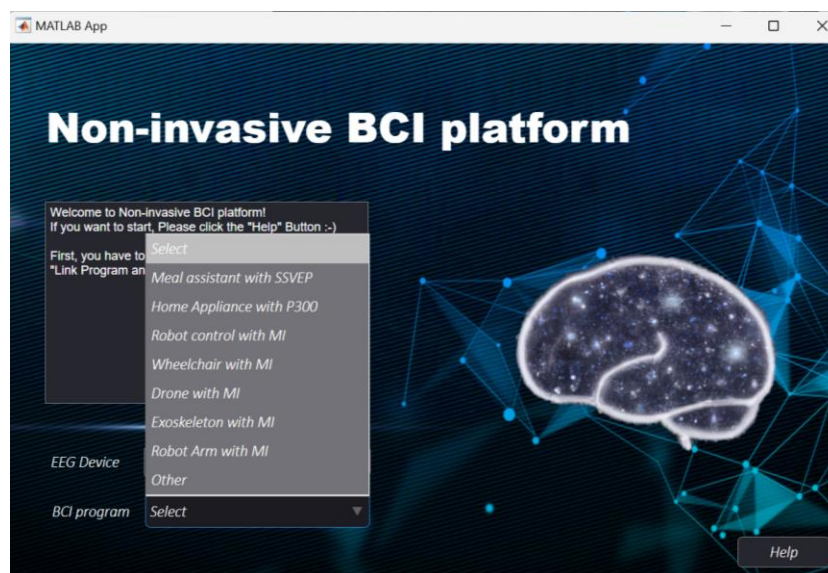 MATLAB App
Non-invasive BCI platform
Welcome to Non-invasive BCI platform!
If you want to start, Please click the "Help" Button :-)
First, you have to
"Link Program an
Select
Meal assistant with SSVEP
Home Appliance with P300
Robot control with MI
Wheelchair with MI
Drone with MI
Exoskeleton with MI
Robot Arm with MI
Other
EEG Device
BCI program
Select
Help